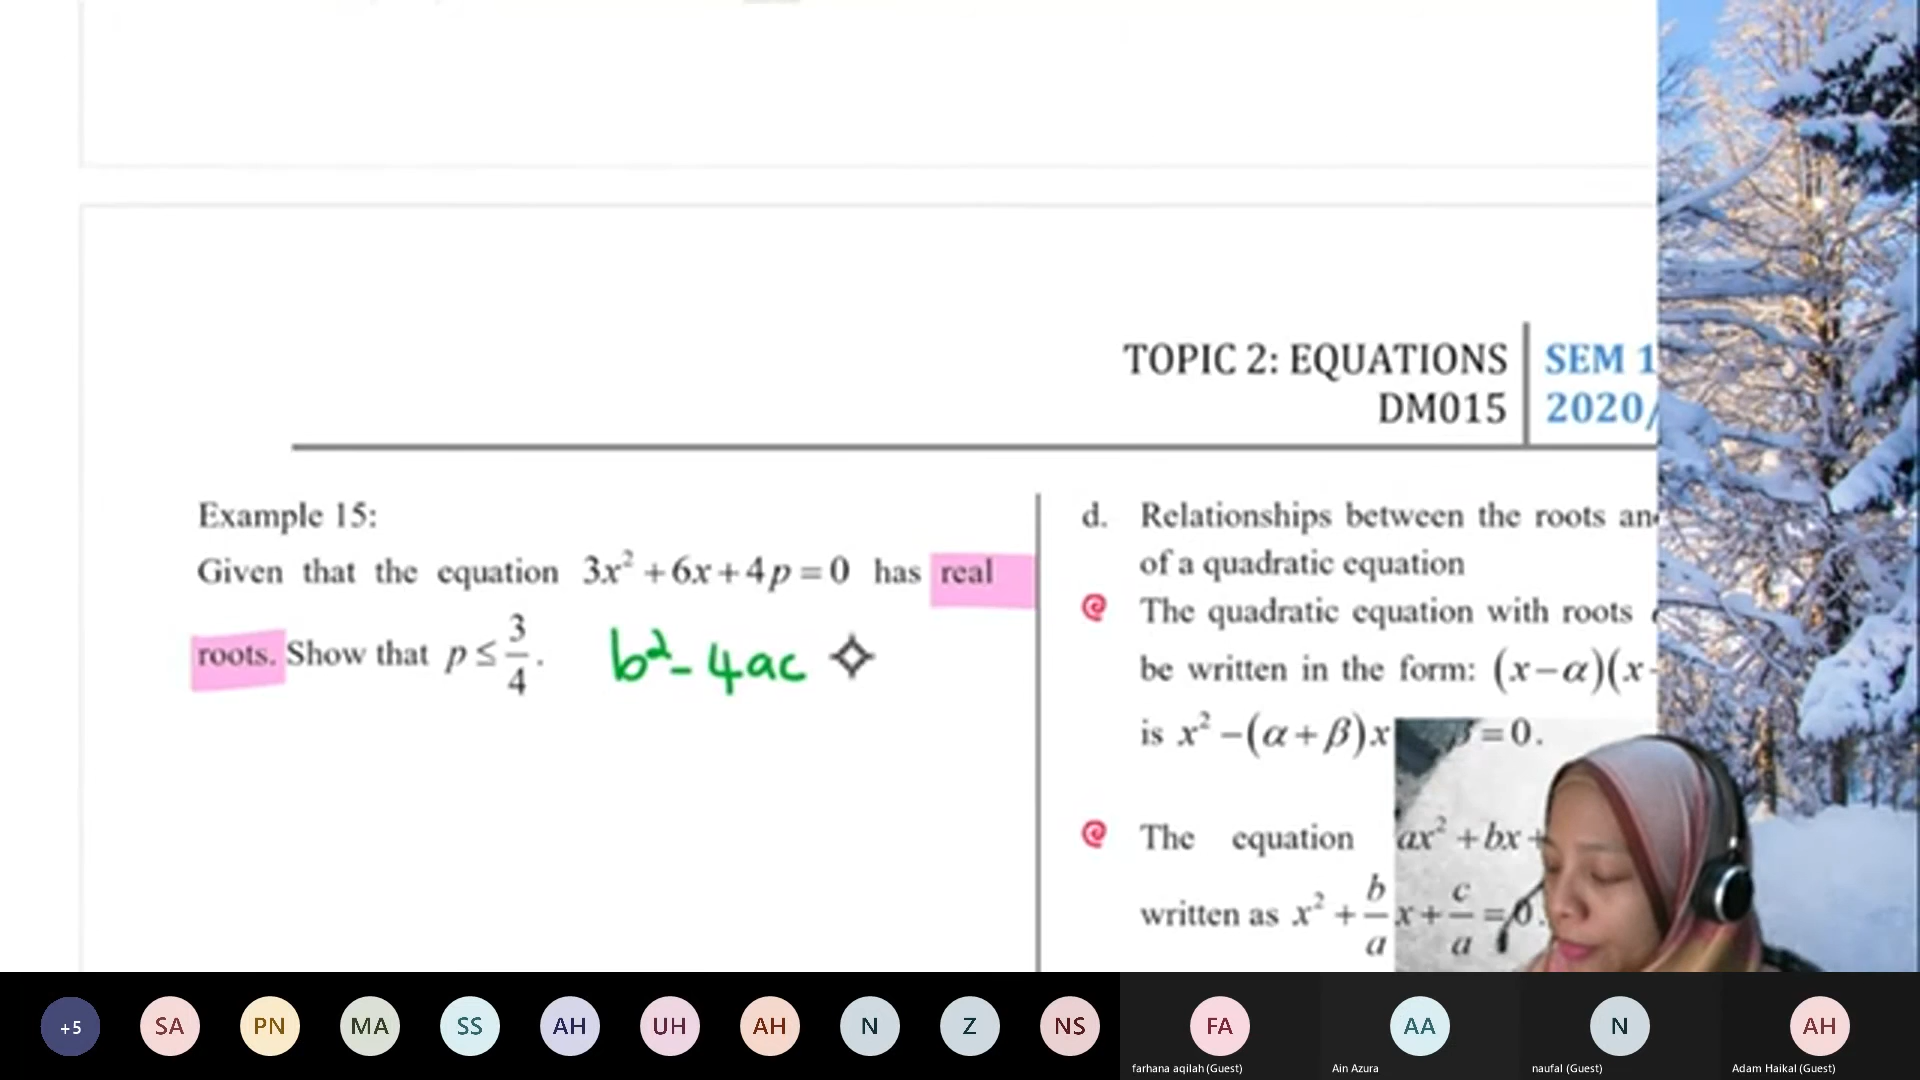 TOPIC 2: EQUATIONS
DM015
SEM 1
2020/
Example 15:
Given that the equation 3x² + 6x + 4p = 0 has real
roots. Show that p ≤ 3/4.
b² - 4ac
d. Relationships between the roots an
of a quadratic equation
The quadratic equation with roots
be written in the form: (x − α)(x −
is x² − (α + β)x β = 0.
The equation ax² + bx +
written as x² + b/a x + c/a = 0.
+5
SA
PN
MA
SS
AH
UH
AH
N
Z
NS
FA
AA
N
AH
farhana aqilah (Guest)
Ain Azura
naufal (Guest)
Adam Haikal (Guest)